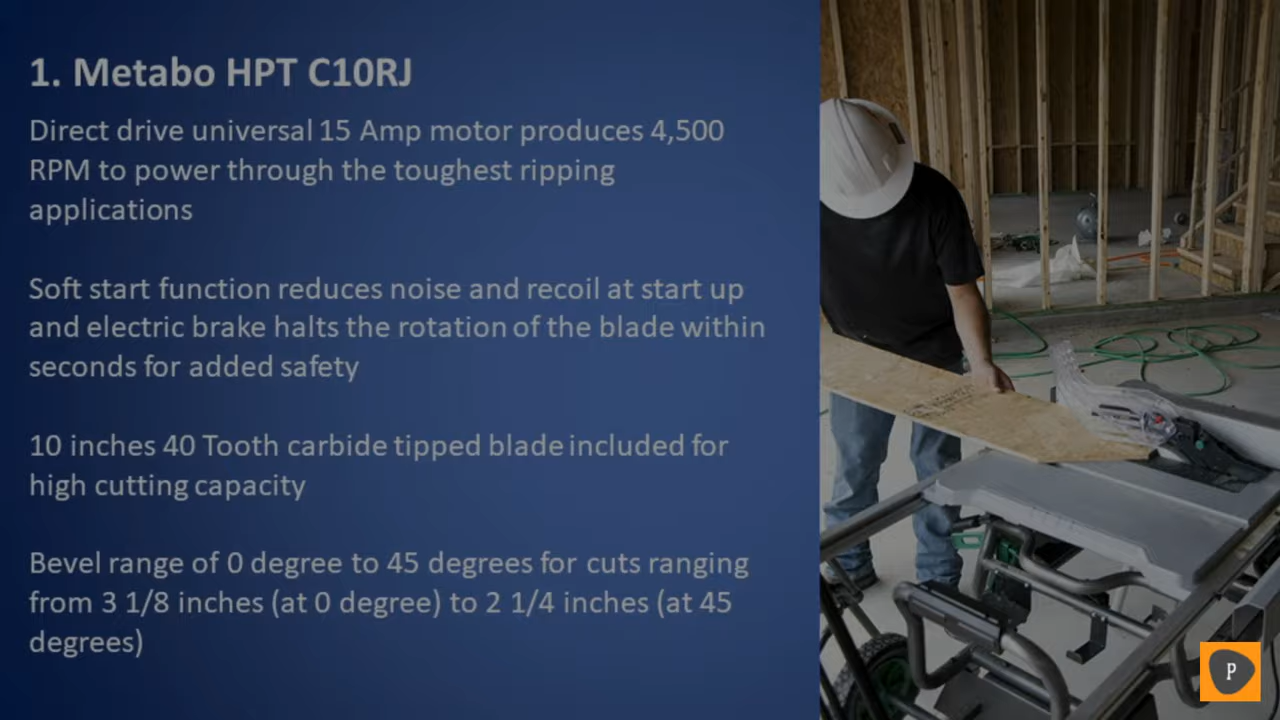 1. Metabo HPT C10RJ
Direct drive universal 15 Amp motor produces 4,500
RPM to power through the toughest ripping
applications
Soft start function reduces noise and recoil at start up
and electric brake halts the rotation of the blade within
seconds for added safety
10 inches 40 Tooth carbide tipped blade included for
high cutting capacity
Bevel range of 0 degree to 45 degrees for cuts ranging
from 3 1/8 inches (at 0 degree) to 2 1/4 inches (at 45
degrees)
P